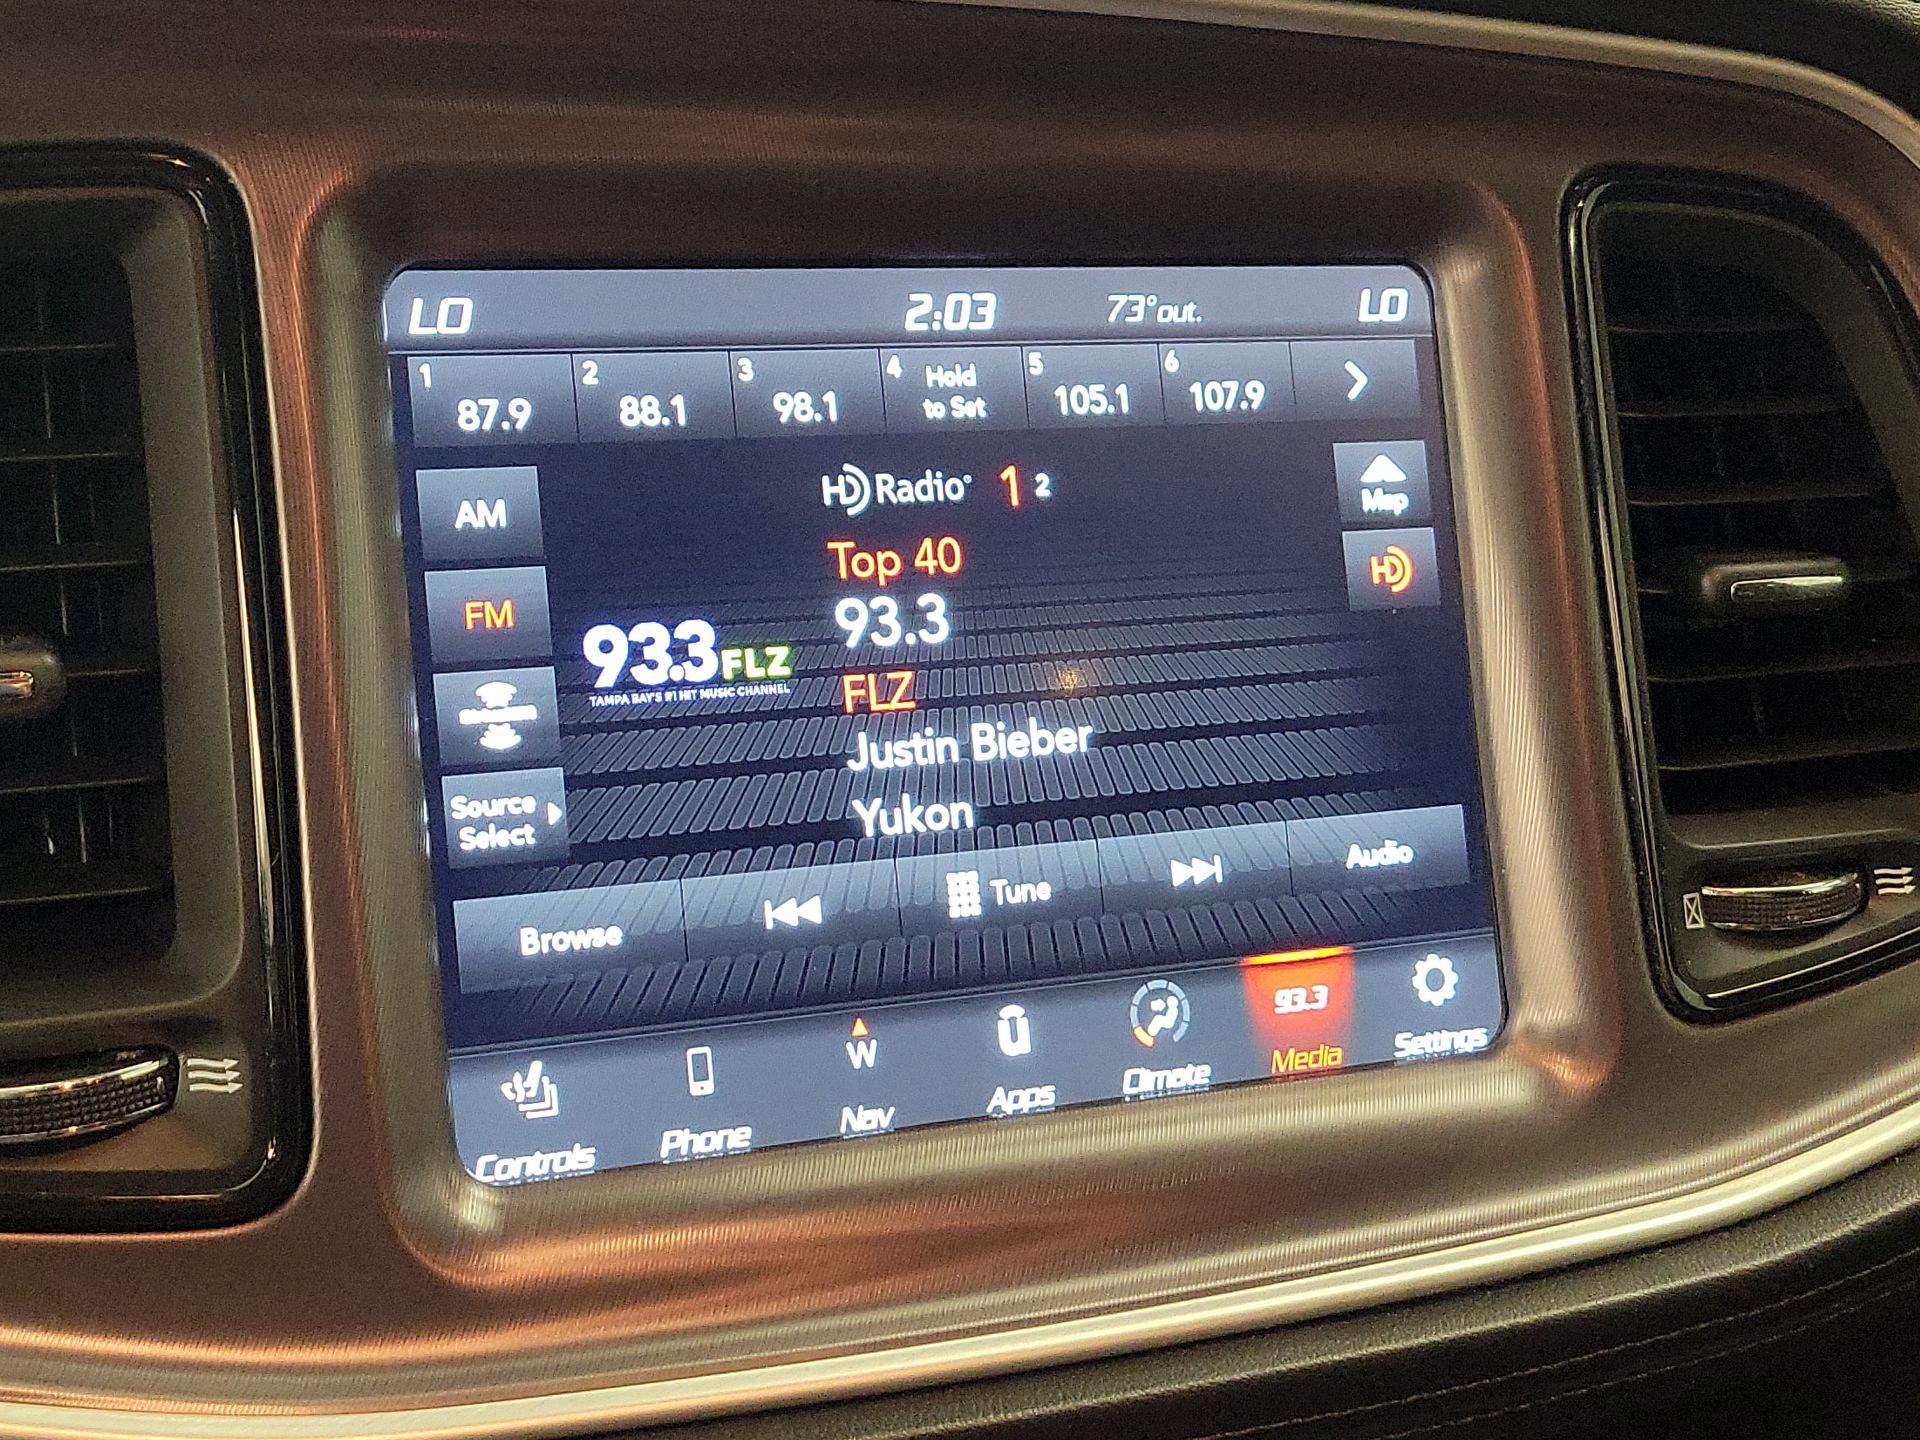 LO 2:03 73°out. LO
1 87.9 2 88.1 3 98.1 4 Hold to Set 5 105.1 6 107.9
HD Radio® 1 2
Map
AM
Top 40
HD
FM
93.3
93.3 FLZ
TAMPA BAY'S #1 HIT MUSIC CHANNEL
FLZ
Justin Bieber
Source
Select
Yukon
Browse Tune Audio
W 93.3
Controls Phone Nav Apps Climate Media Settings